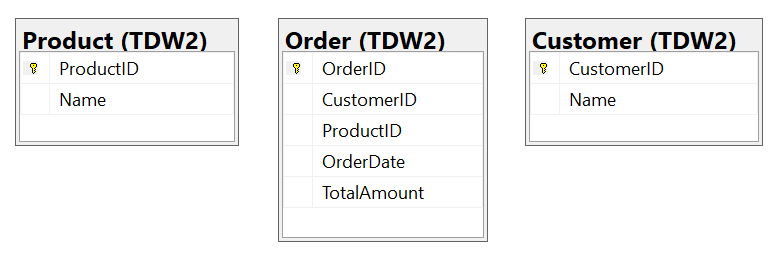 Product (TDW2)
ProductID
Name
Order (TDW2)
OrderID
CustomerID
ProductID
OrderDate
TotalAmount
Customer (TDW2)
CustomerID
Name